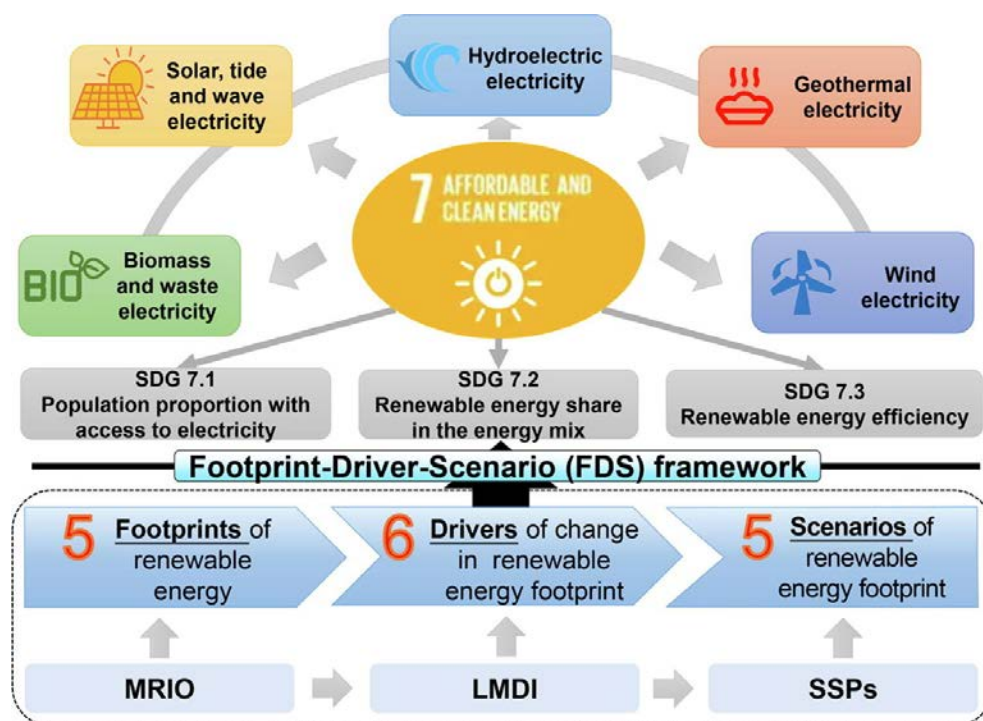 Solar, tide
and wave
electricity
Hydroelectric
electricity
Geothermal
electricity
7 AFFORDABLE AND
CLEAN ENERGY
BIO
Biomass
and waste
electricity
Wind
electricity
SDG 7.1
Population proportion with
access to electricity
SDG 7.2
Renewable energy share
in the energy mix
SDG 7.3
Renewable energy efficiency
Footprint-Driver-Scenario (FDS) framework
5 Footprints of
renewable
energy
6 Drivers of change
in renewable
energy footprint
5 Scenarios of
renewable
energy footprint
MRIO
LMDI
SSPs